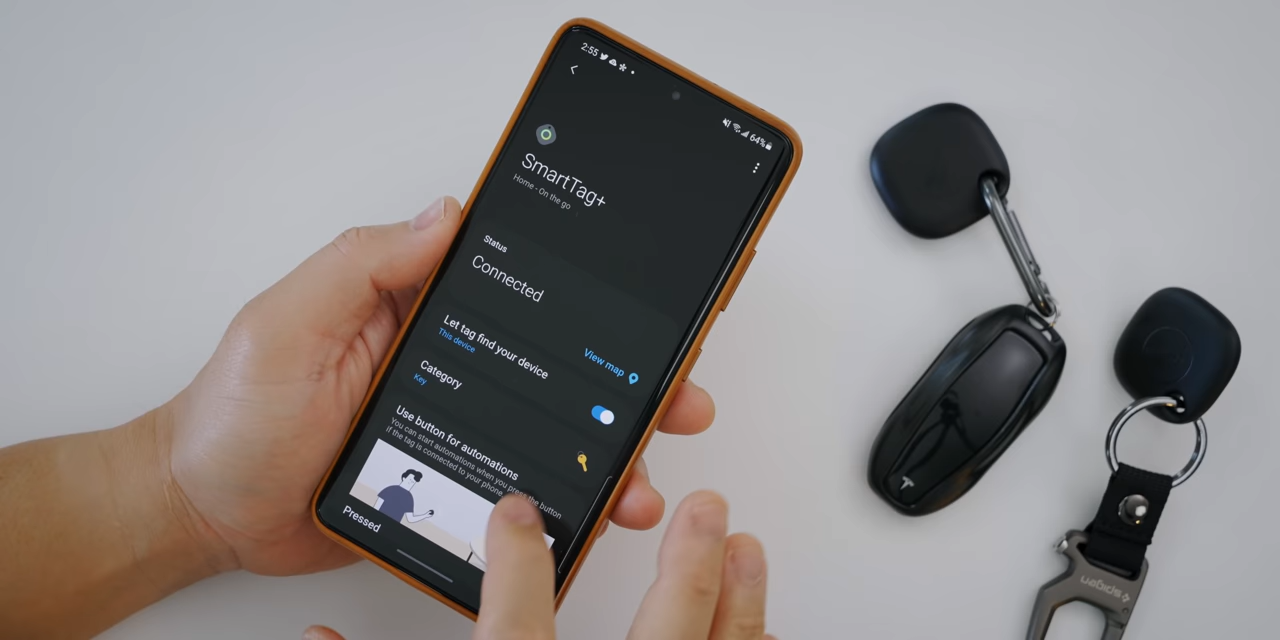 2:55
64%
SmartTag+
Home - On the go
Status
Connected
View map
Let tag find your device
This device
Category
Key
Use button for automations
You can start automations when you press the button
if the tag is connected to your phone.
Pressed
spigen